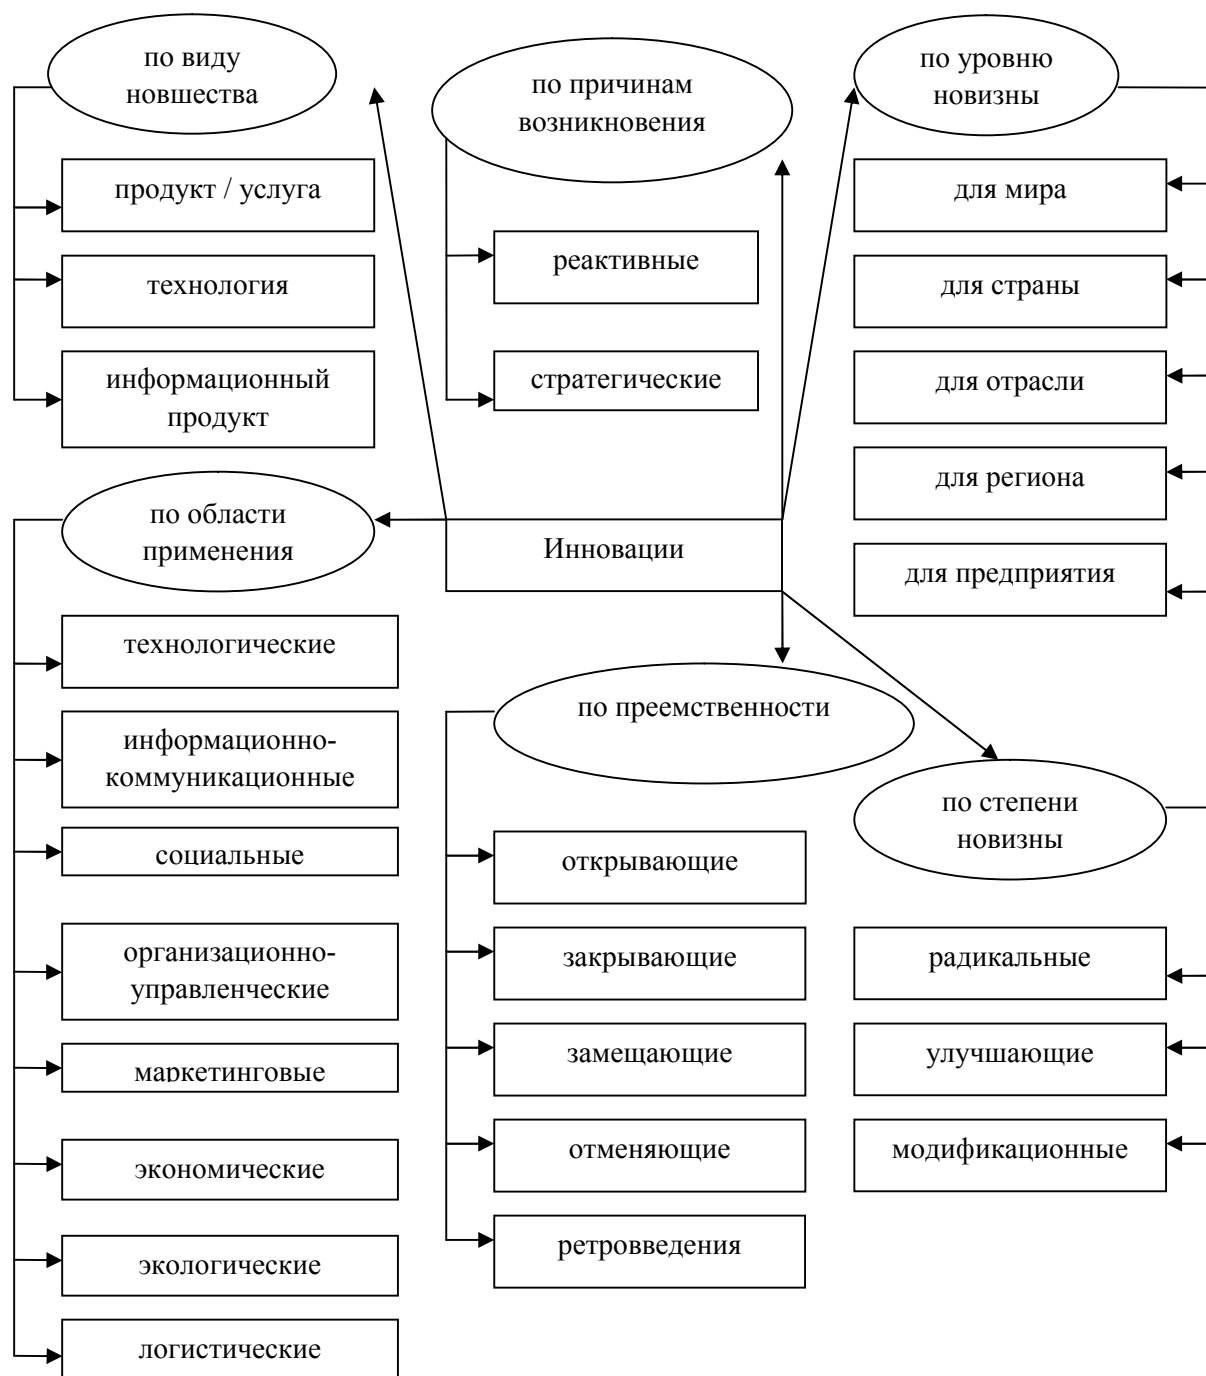 по виду
новшества
продукт / услуга
технология
информационный
продукт
по причинам
возникновения
реактивные
стратегические
по уровню
новизны
для мира
для страны
для отрасли
для региона
для предприятия
Инновации
по области
применения
технологические
информационно-
коммуникационные
социальные
организационно-
управленческие
маркетинговые
экономические
экологические
логистические
по преемственности
открывающие
закрывающие
замещающие
отменяющие
ретровведения
по степени
новизны
радикальные
улучшающие
модификационные